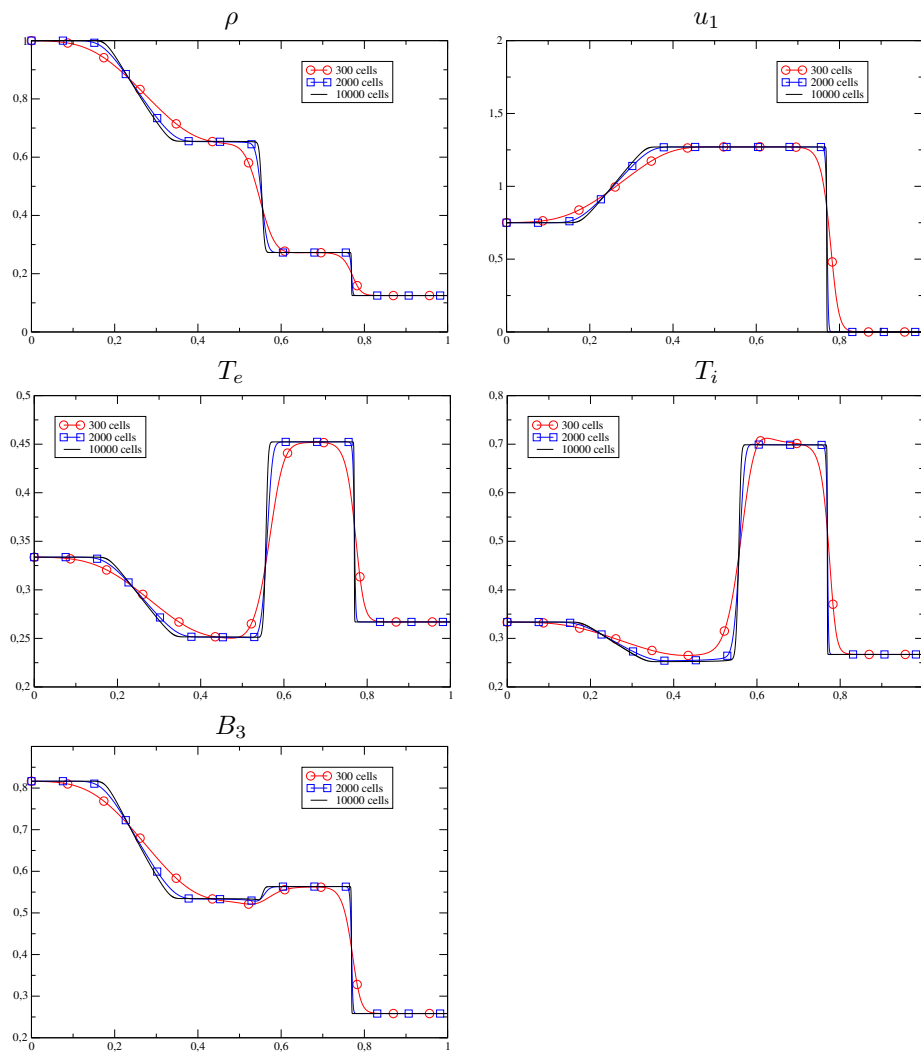 ρ
1
0,8
0,6
0,4
0,2
0
300 cells
2000 cells
10000 cells
0 0,2 0,4 0,6 0,8 1
u₁
2
1,5
1
0,5
0
300 cells
2000 cells
10000 cells
0 0,2 0,4 0,6 0,8
Tₑ
0,5
0,45
0,4
0,35
0,3
0,25
0,2
300 cells
2000 cells
10000 cells
0 0,2 0,4 0,6 0,8 1
Tᵢ
0,8
0,7
0,6
0,5
0,4
0,3
0,2
300 cells
2000 cells
10000 cells
0 0,2 0,4 0,6 0,8
B₃
0,8
0,7
0,6
0,5
0,4
0,3
0,2
300 cells
2000 cells
10000 cells
0 0,2 0,4 0,6 0,8 1